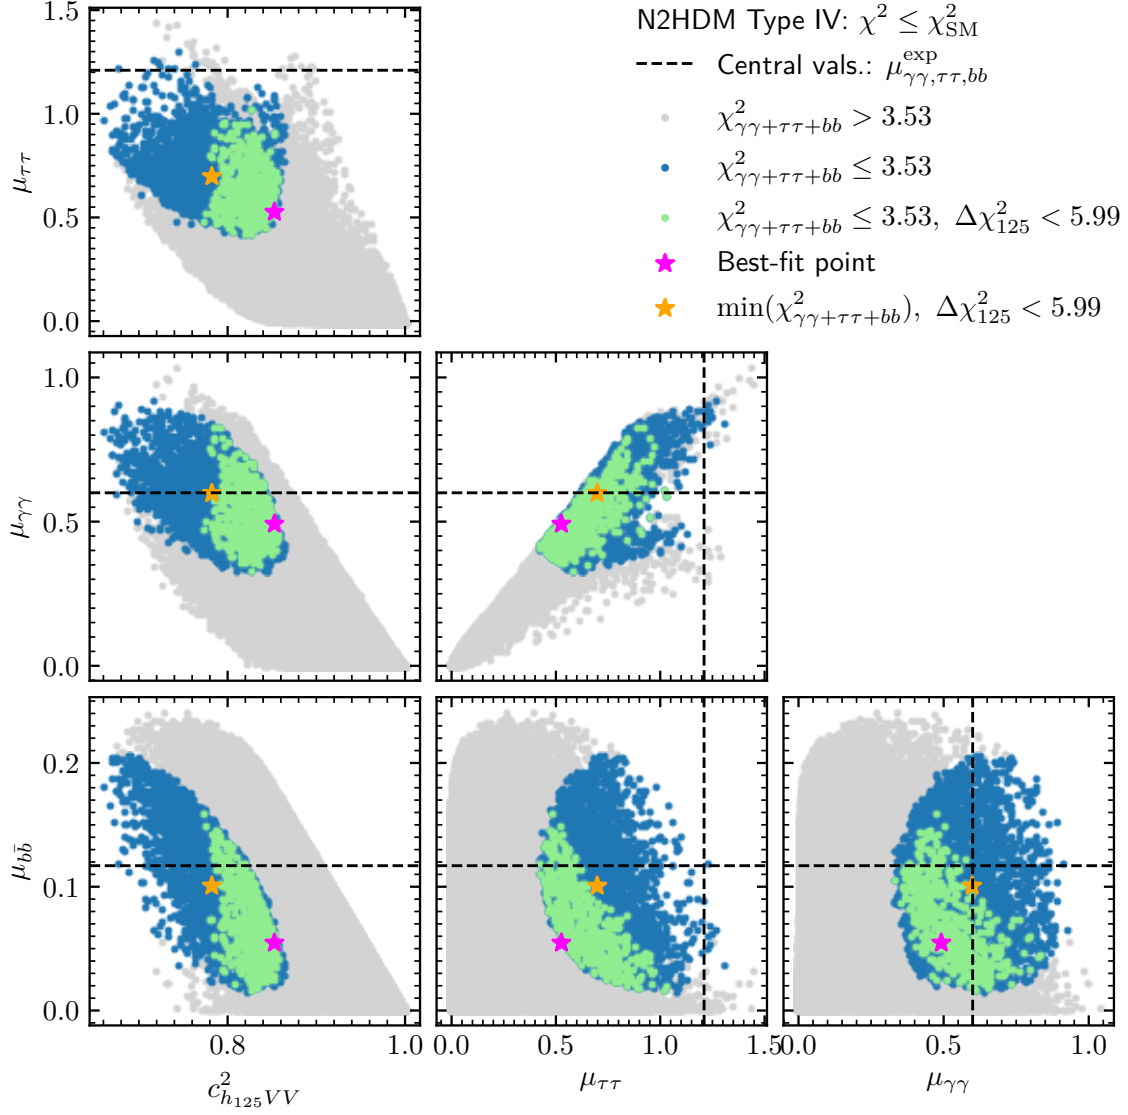 N2HDM Type IV: χ² ≤ χ²_SM
Central vals.: μ^exp_γγ,ττ,bb
χ²_γγ+ττ+bb > 3.53
χ²_γγ+ττ+bb ≤ 3.53
χ²_γγ+ττ+bb ≤ 3.53, Δχ²_125 < 5.99
Best-fit point
min(χ²_γγ+ττ+bb), Δχ²_125 < 5.99
1.5
1.0
0.5
0.0
μ_ττ
1.0
0.5
0.0
μ_γγ
0.2
0.1
0.0
μ_bb̄
0.8 1.0
0.0 0.5 1.0 1.5
0.0 0.5 1.0
c²_h₁₂₅VV
μ_ττ
μ_γγ